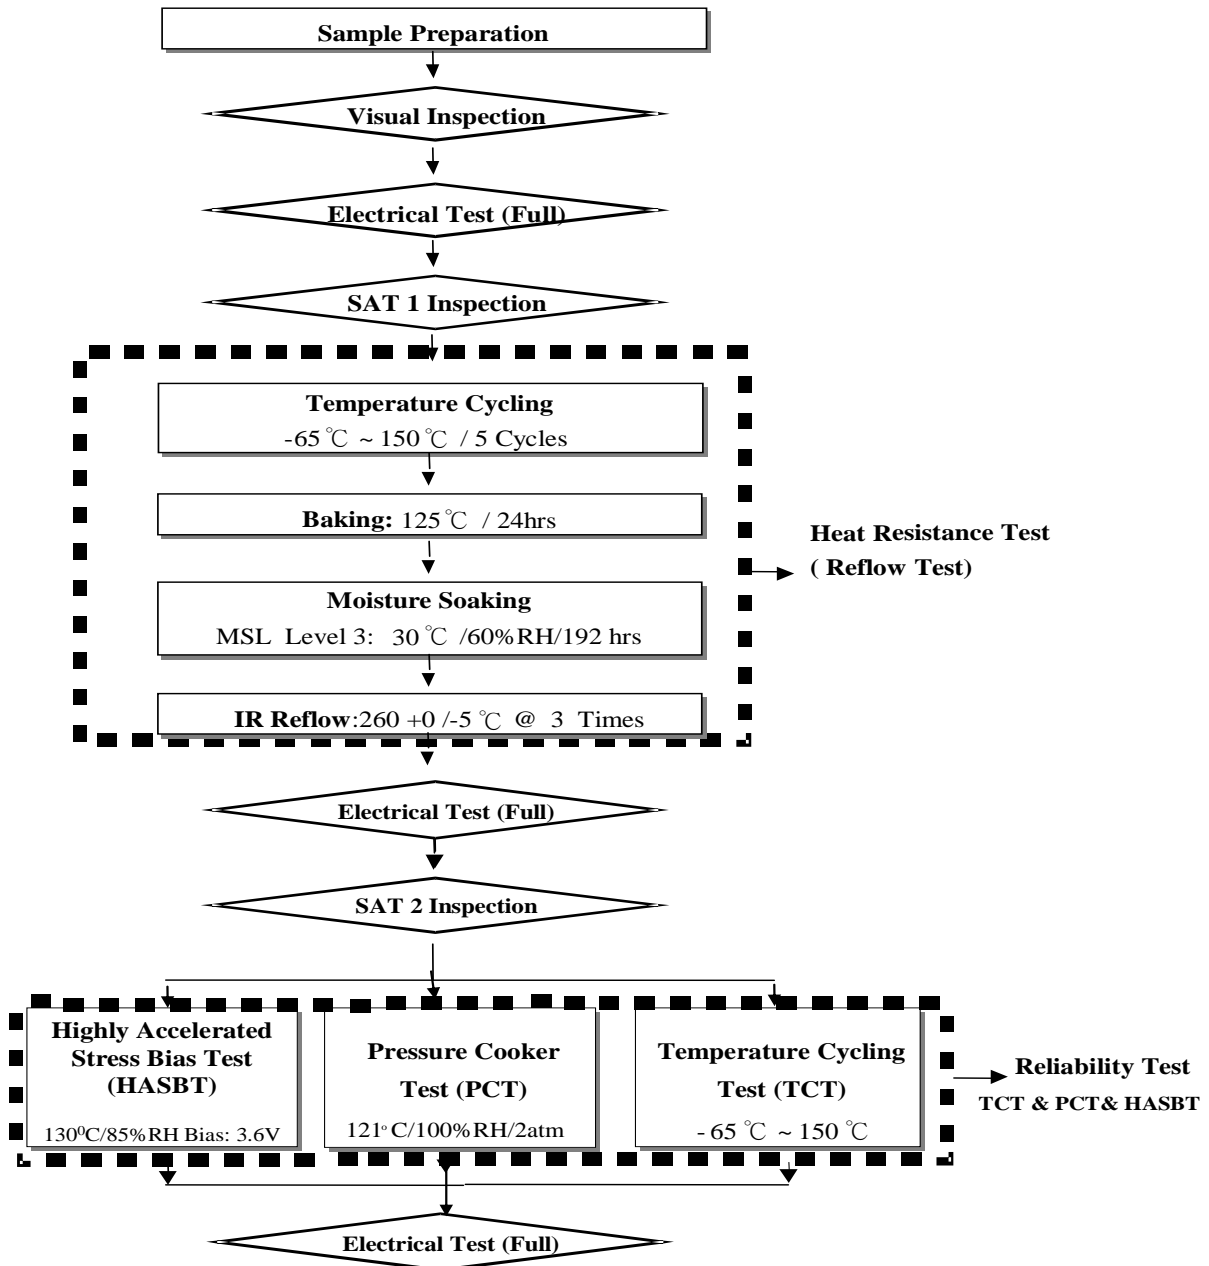 Sample Preparation
Visual Inspection
Electrical Test (Full)
SAT 1 Inspection
Temperature Cycling
-65℃ ~ 150℃ / 5 Cycles
Baking: 125℃ / 24hrs
Moisture Soaking
MSL Level 3: 30℃ /60%RH/192 hrs
IR Reflow:260 +0 /-5℃ @ 3 Times
Heat Resistance Test
( Reflow Test)
Electrical Test (Full)
SAT 2 Inspection
Highly Accelerated
Stress Bias Test
(HASBT)
130⁰C/85%RH Bias: 3.6V
Pressure Cooker
Test (PCT)
121°C/100%RH/2atm
Temperature Cycling
Test (TCT)
- 65 ℃ ~ 150 ℃
Reliability Test
TCT & PCT& HASBT
Electrical Test (Full)